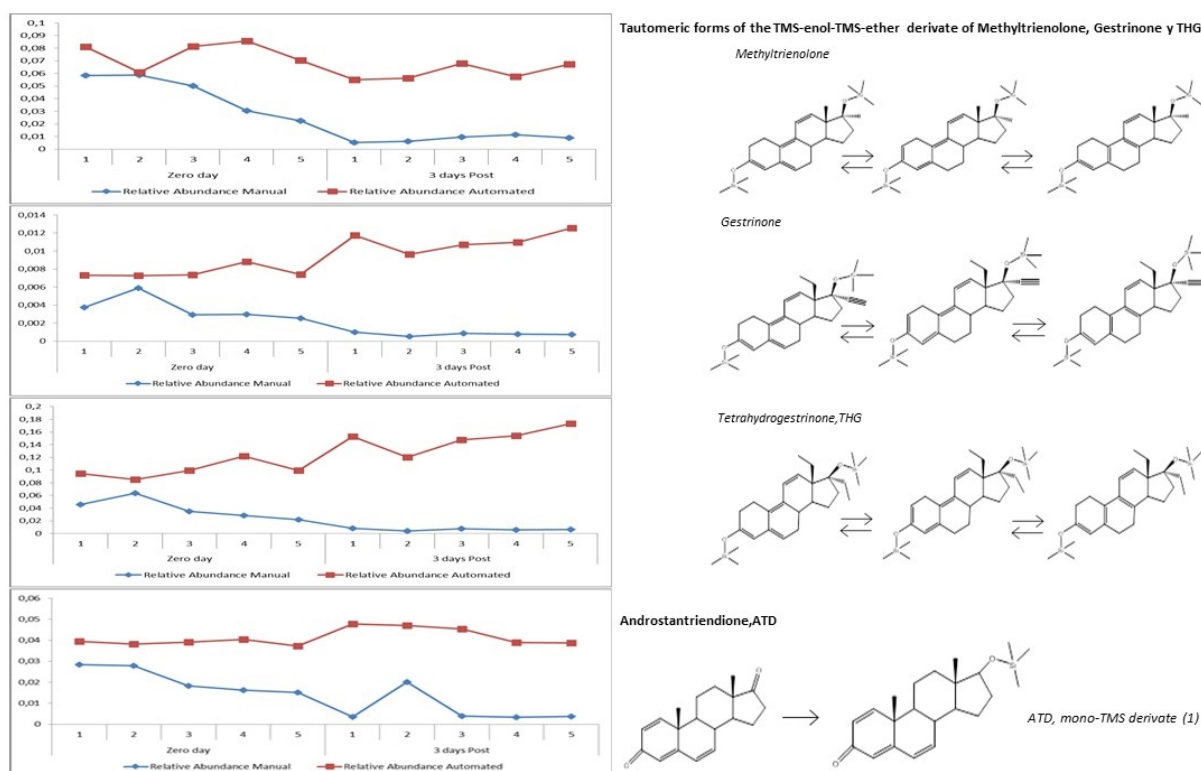 0,1
0,09
0,08
0,07
0,06
0,05
0,04
0,03
0,02
0,01
0
1 2 3 4 5 1 2 3 4 5
Zero day 3 days Post
Relative Abundance Manual Relative Abundance Automated
0,014
0,012
0,01
0,008
0,006
0,004
0,002
0
1 2 3 4 5 1 2 3 4 5
Zero day 3 days Post
Relative Abundance Manual Relative Abundance Automated
0,2
0,18
0,16
0,14
0,12
0,1
0,08
0,06
0,04
0,02
0
1 2 3 4 5 1 2 3 4 5
Zero day 3 days Post
Relative Abundance Manual Relative Abundance Automated
0,06
0,05
0,04
0,03
0,02
0,01
0
1 2 3 4 5 1 2 3 4 5
Zero day 3 days Post
Relative Abundance Manual Relative Abundance Automated
Tautomeric forms of the TMS-enol-TMS-ether derivate of Methyltrienolone, Gestrinone y THG
Methyltrienolone
Gestrinone
Tetrahydrogestrinone,THG
Androstantriendione,ATD
ATD, mono-TMS derivate (1)